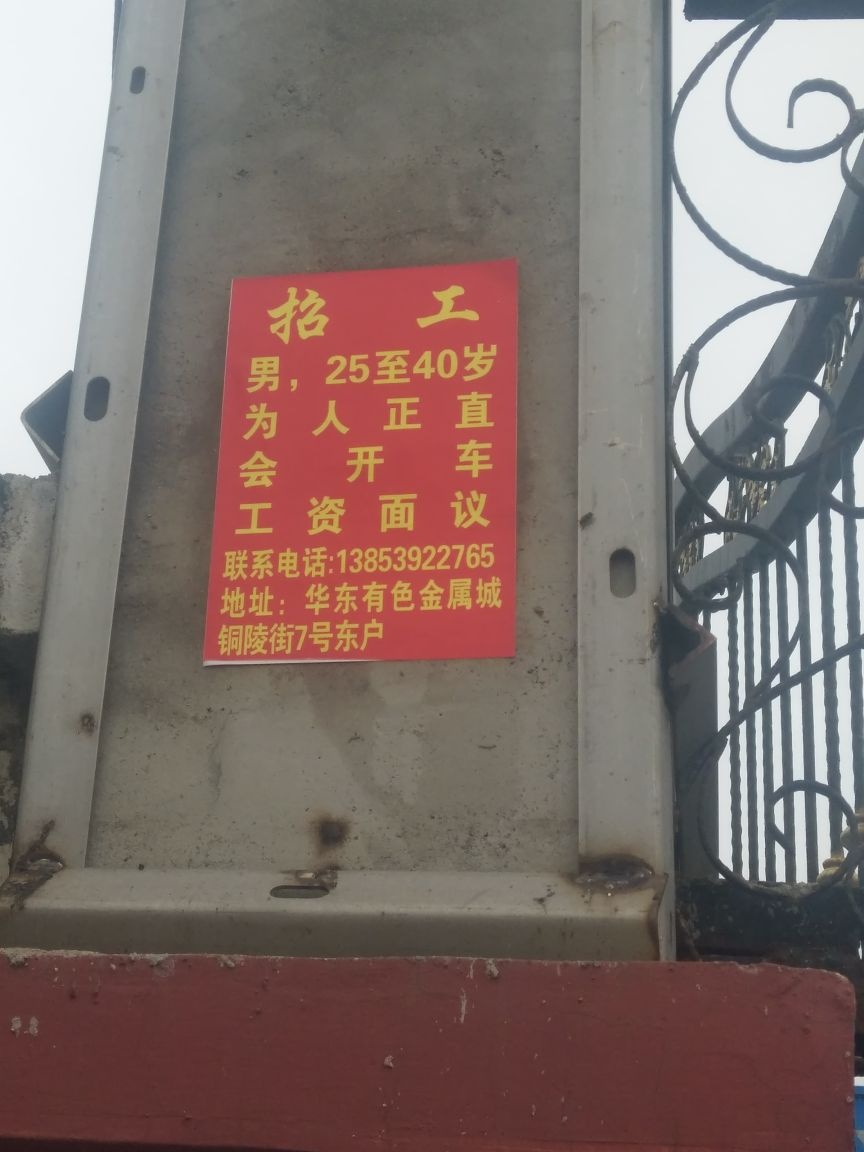 招 工
男，25至40岁
为人正直
会开车
工资面议
联系电话:13853922765
地址：华东有色金属城
铜陵街7号东户